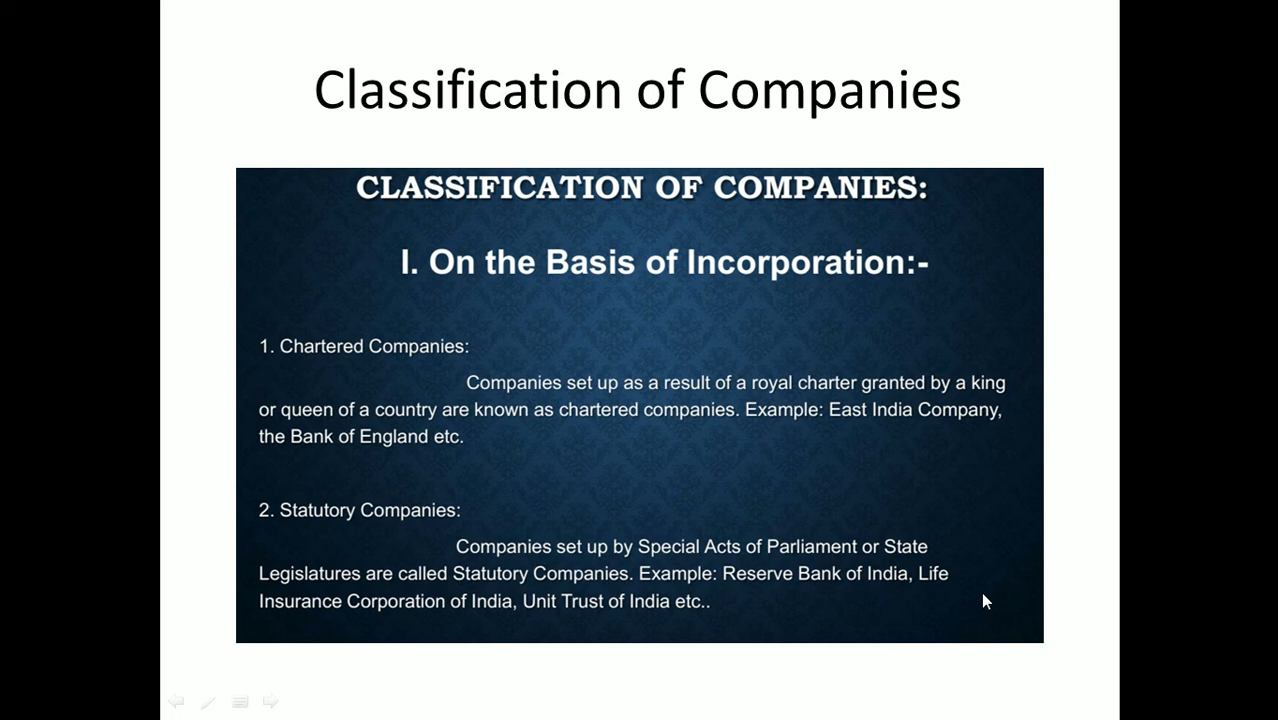 Classification of Companies
CLASSIFICATION OF COMPANIES:
I. On the Basis of Incorporation:-
1. Chartered Companies:
Companies set up as a result of a royal charter granted by a king
or queen of a country are known as chartered companies. Example: East India Company,
the Bank of England etc.
2. Statutory Companies:
Companies set up by Special Acts of Parliament or State
Legislatures are called Statutory Companies. Example: Reserve Bank of India, Life
Insurance Corporation of India, Unit Trust of India etc..